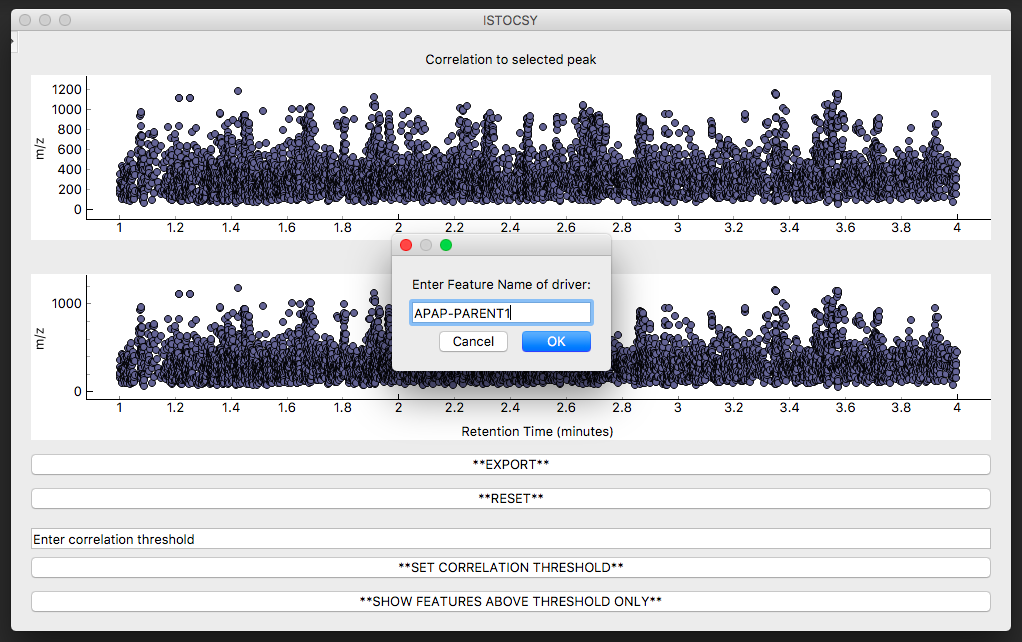 ISTOCSY
Correlation to selected peak
1200
1000
800
600
400
200
0
m/z
1 1.2 1.4 1.6 1.8 2 2.2 2.4 2.6 2.8 3 3.2 3.4 3.6 3.8 4
Enter Feature Name of driver:
APAP-PARENT1
Cancel OK
1000
0
m/z
1 1.2 1.4 1.6 1.8 2 2.2 2.4 2.6 2.8 3 3.2 3.4 3.6 3.8 4
Retention Time (minutes)
**EXPORT**
**RESET**
Enter correlation threshold
**SET CORRELATION THRESHOLD**
**SHOW FEATURES ABOVE THRESHOLD ONLY**